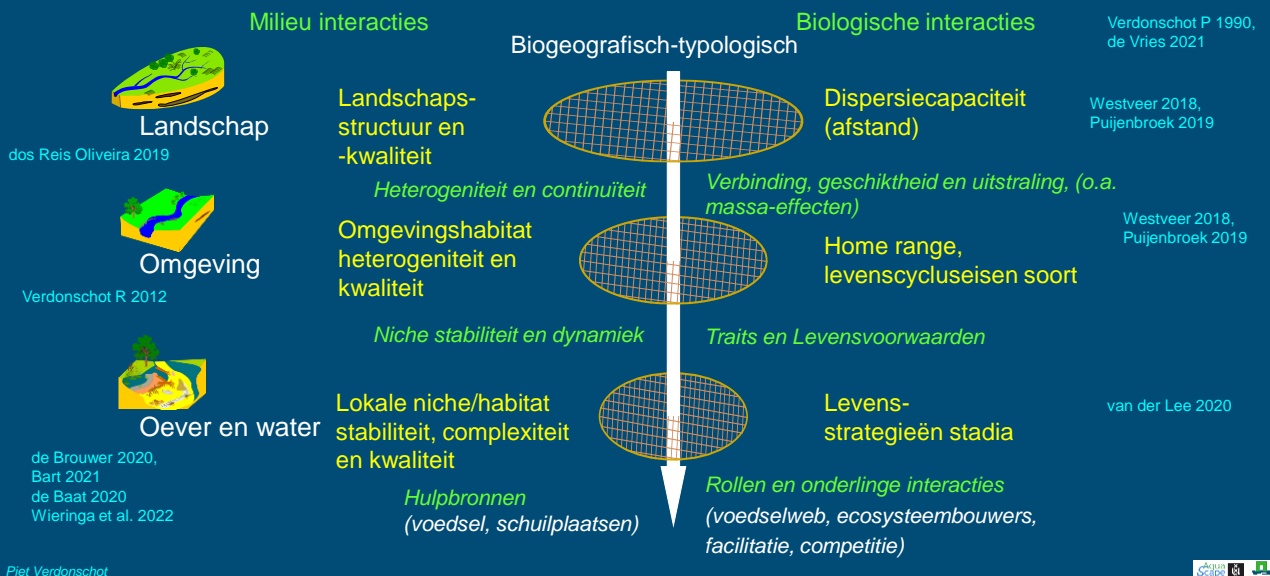 Milieu interacties
Biologische interacties
Verdonschot P 1990,
de Vries 2021
Biogeografisch-typologisch
Landschap
dos Reis Oliveira 2019
Landschaps-
structuur en
-kwaliteit
Dispersiecapaciteit
(afstand)
Westveer 2018,
Puijenbroek 2019
Heterogeniteit en continuïteit
Verbinding, geschiktheid en uitstraling, (o.a.
massa-effecten)
Omgeving
Verdonschot R 2012
Omgevingshabitat
heterogeniteit en
kwaliteit
Home range,
levenscycluseisen soort
Westveer 2018,
Puijenbroek 2019
Niche stabiliteit en dynamiek
Traits en Levensvoorwaarden
Oever en water
de Brouwer 2020,
Bart 2021
de Baat 2020
Wieringa et al. 2022
Lokale niche/habitat
stabiliteit, complexiteit
en kwaliteit
Levens-
strategieën stadia
van der Lee 2020
Hulpbronnen
(voedsel, schuilplaatsen)
Rollen en onderlinge interacties
(voedselweb, ecosysteembouwers,
facilitatie, competitie)
Piet Verdonschot
Aqua
Scape